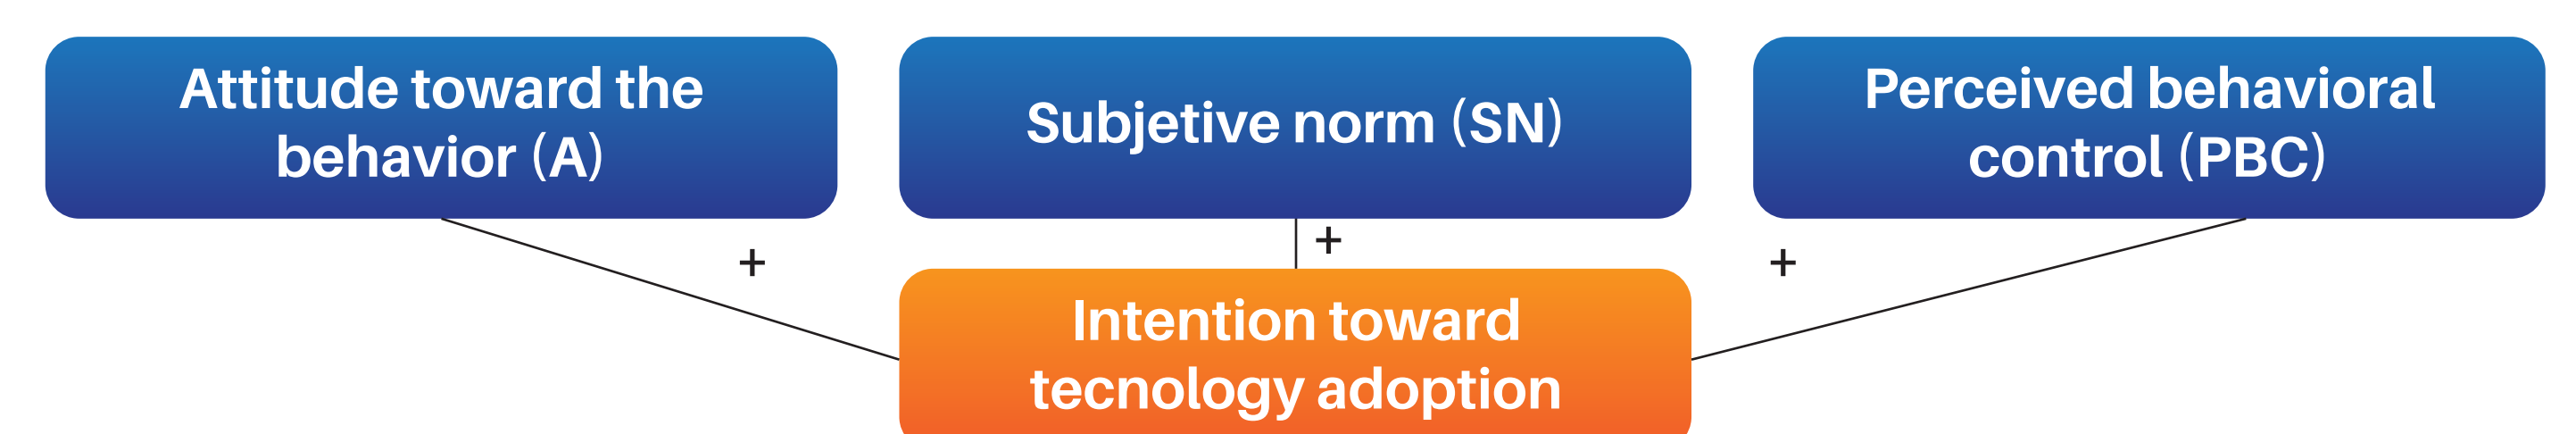 Attitude toward the
behavior (A)
Subjetive norm (SN)
Perceived behavioral
control (PBC)
+
+
+
Intention toward
tecnology adoption